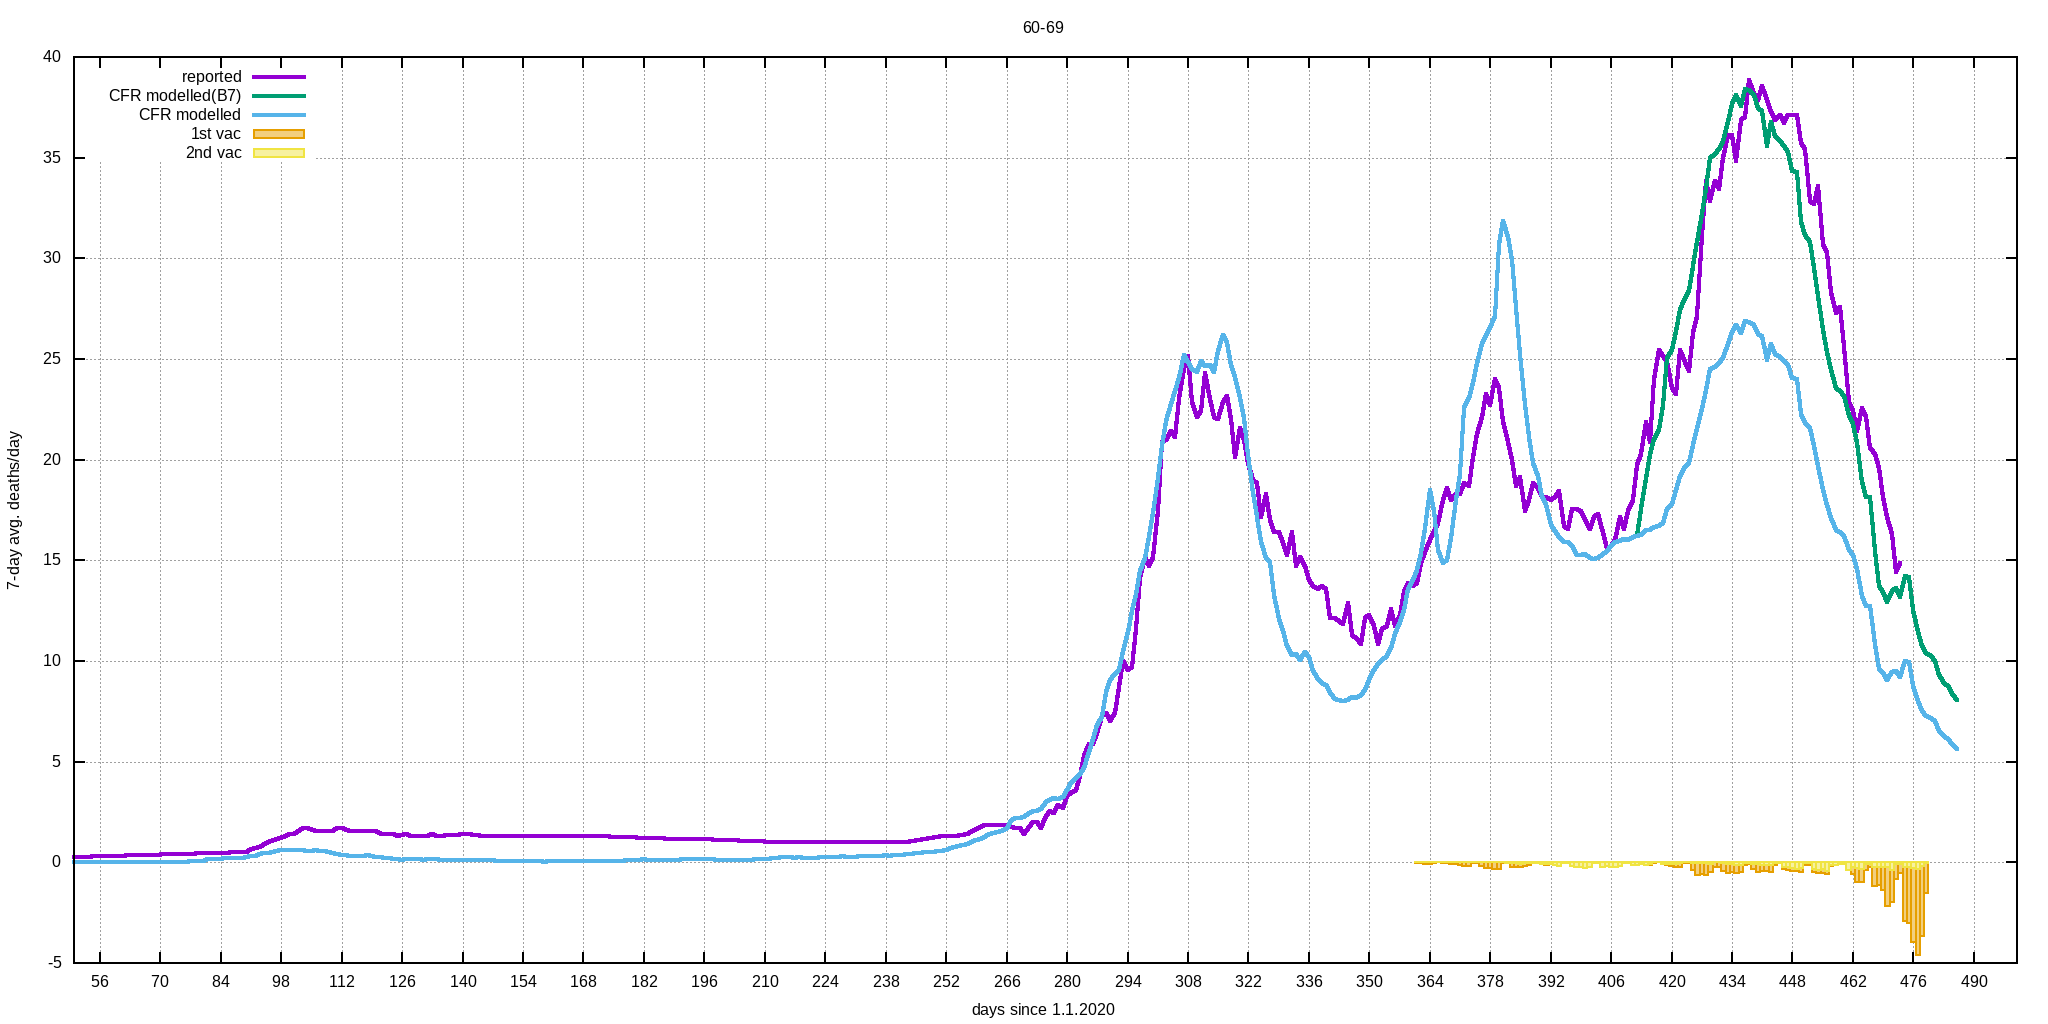 60-69
reported
CFR modelled(B7)
CFR modelled
1st vac
2nd vac
40
35
30
25
20
15
10
5
0
-5
7-day avg. deaths/day
56 70 84 98 112 126 140 154 168 182 196 210 224 238 252 266 280 294 308 322 336 350 364 378 392 406 420 434 448 462 476 490
days since 1.1.2020